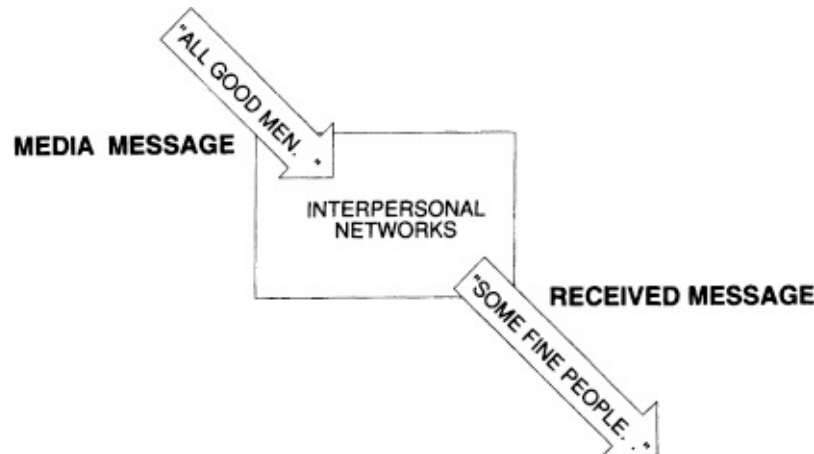 "ALL GOOD MEN. . "
MEDIA MESSAGE
INTERPERSONAL
NETWORKS
RECEIVED MESSAGE
"SOME FINE PEOPLE. . "